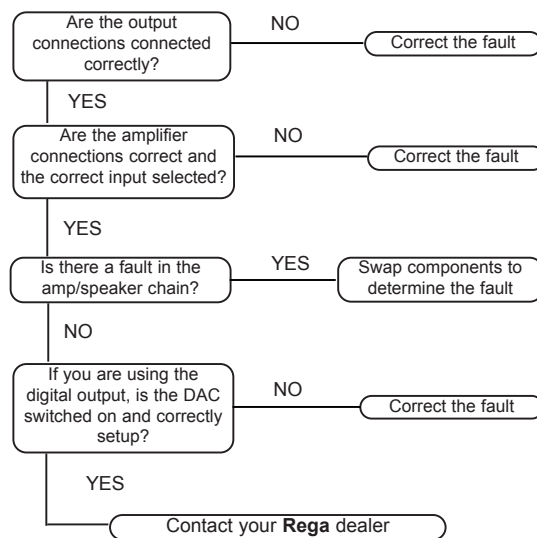 Are the output
connections connected
correctly?
NO
Correct the fault
YES
Are the amplifier
connections correct and
the correct input selected?
NO
Correct the fault
YES
Is there a fault in the
amp/speaker chain?
YES
Swap components to
determine the fault
NO
If you are using the
digital output, is the DAC
switched on and correctly
setup?
NO
Correct the fault
YES
Contact your Rega dealer